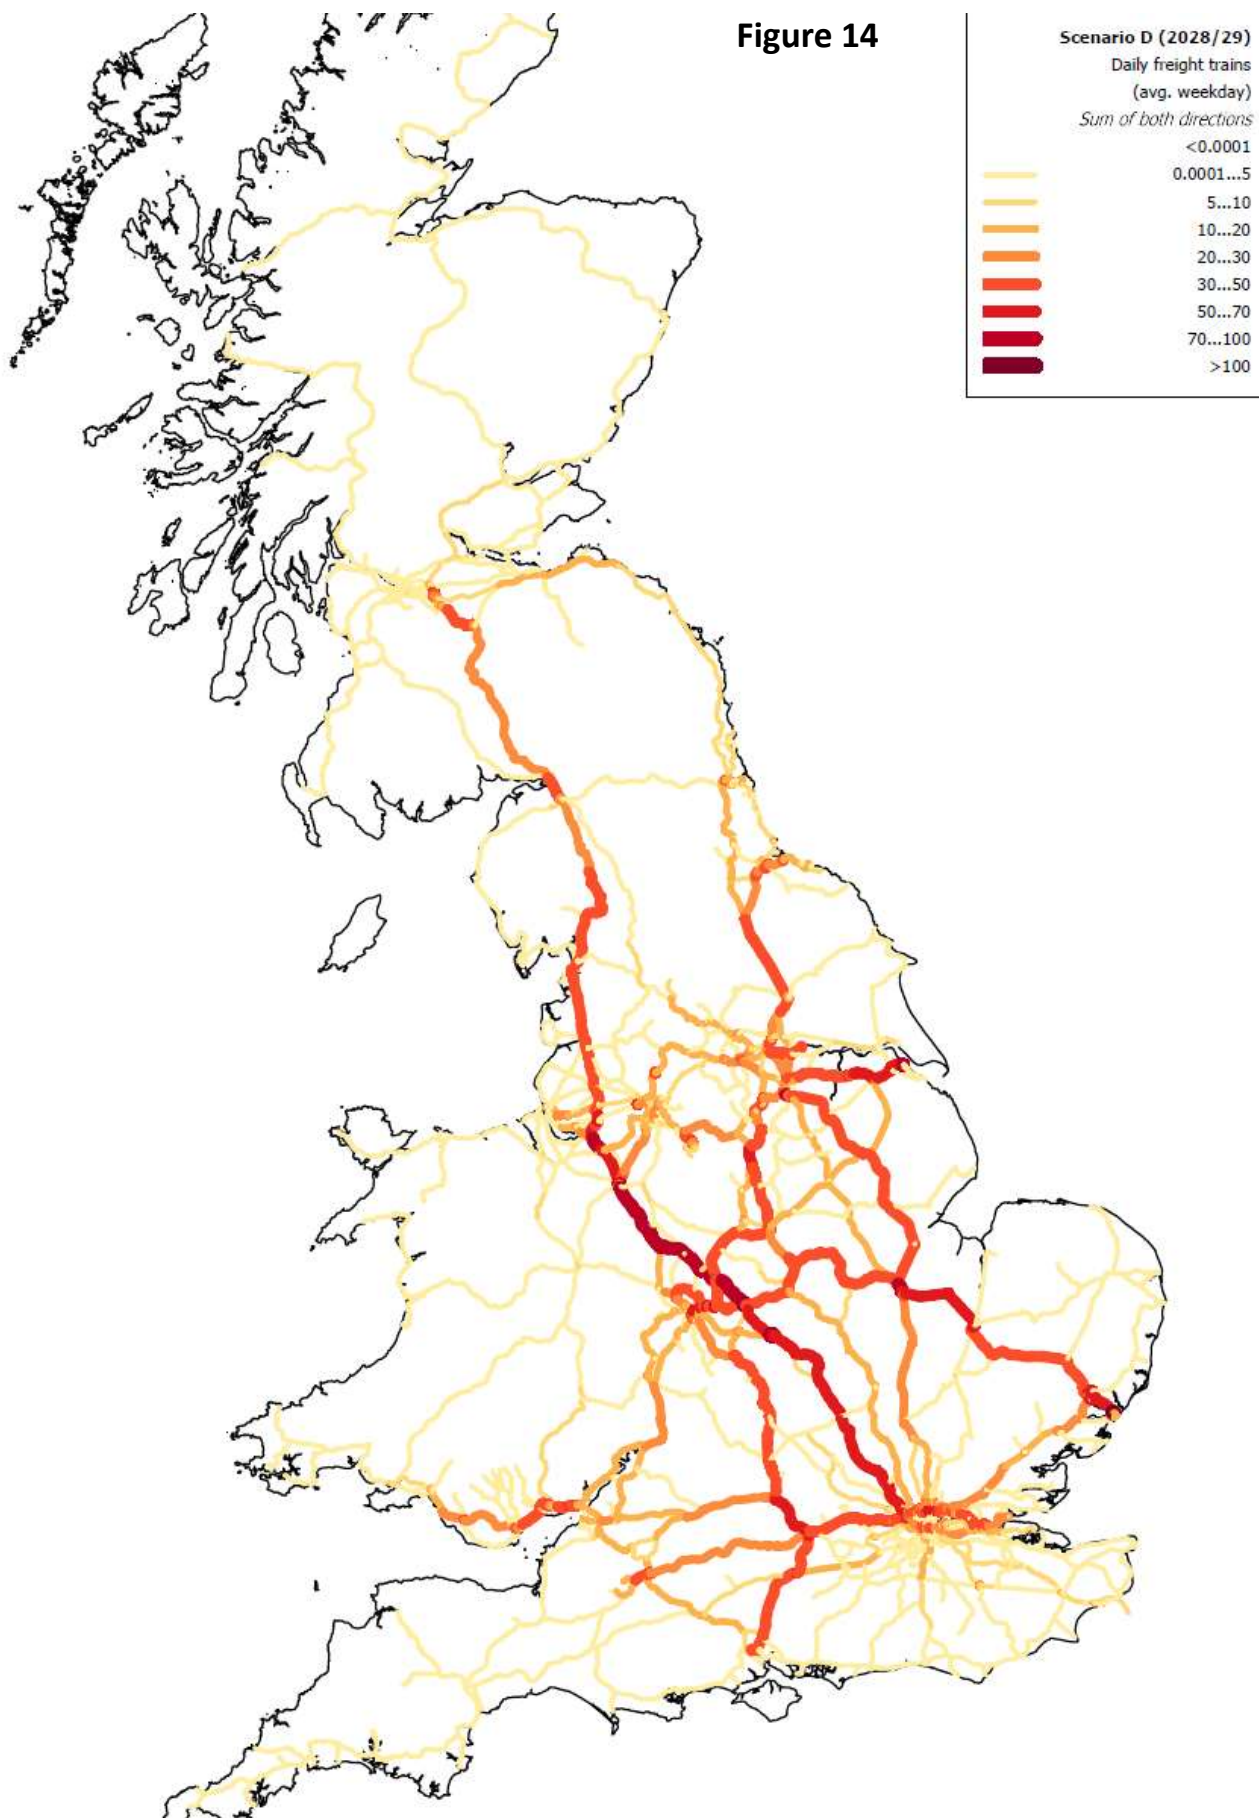 Figure 14
Scenario D (2028/29)
Daily freight trains
(avg. weekday)
Sum of both directions
<0.0001
0.0001...5
5...10
10...20
20...30
30...50
50...70
70...100
>100